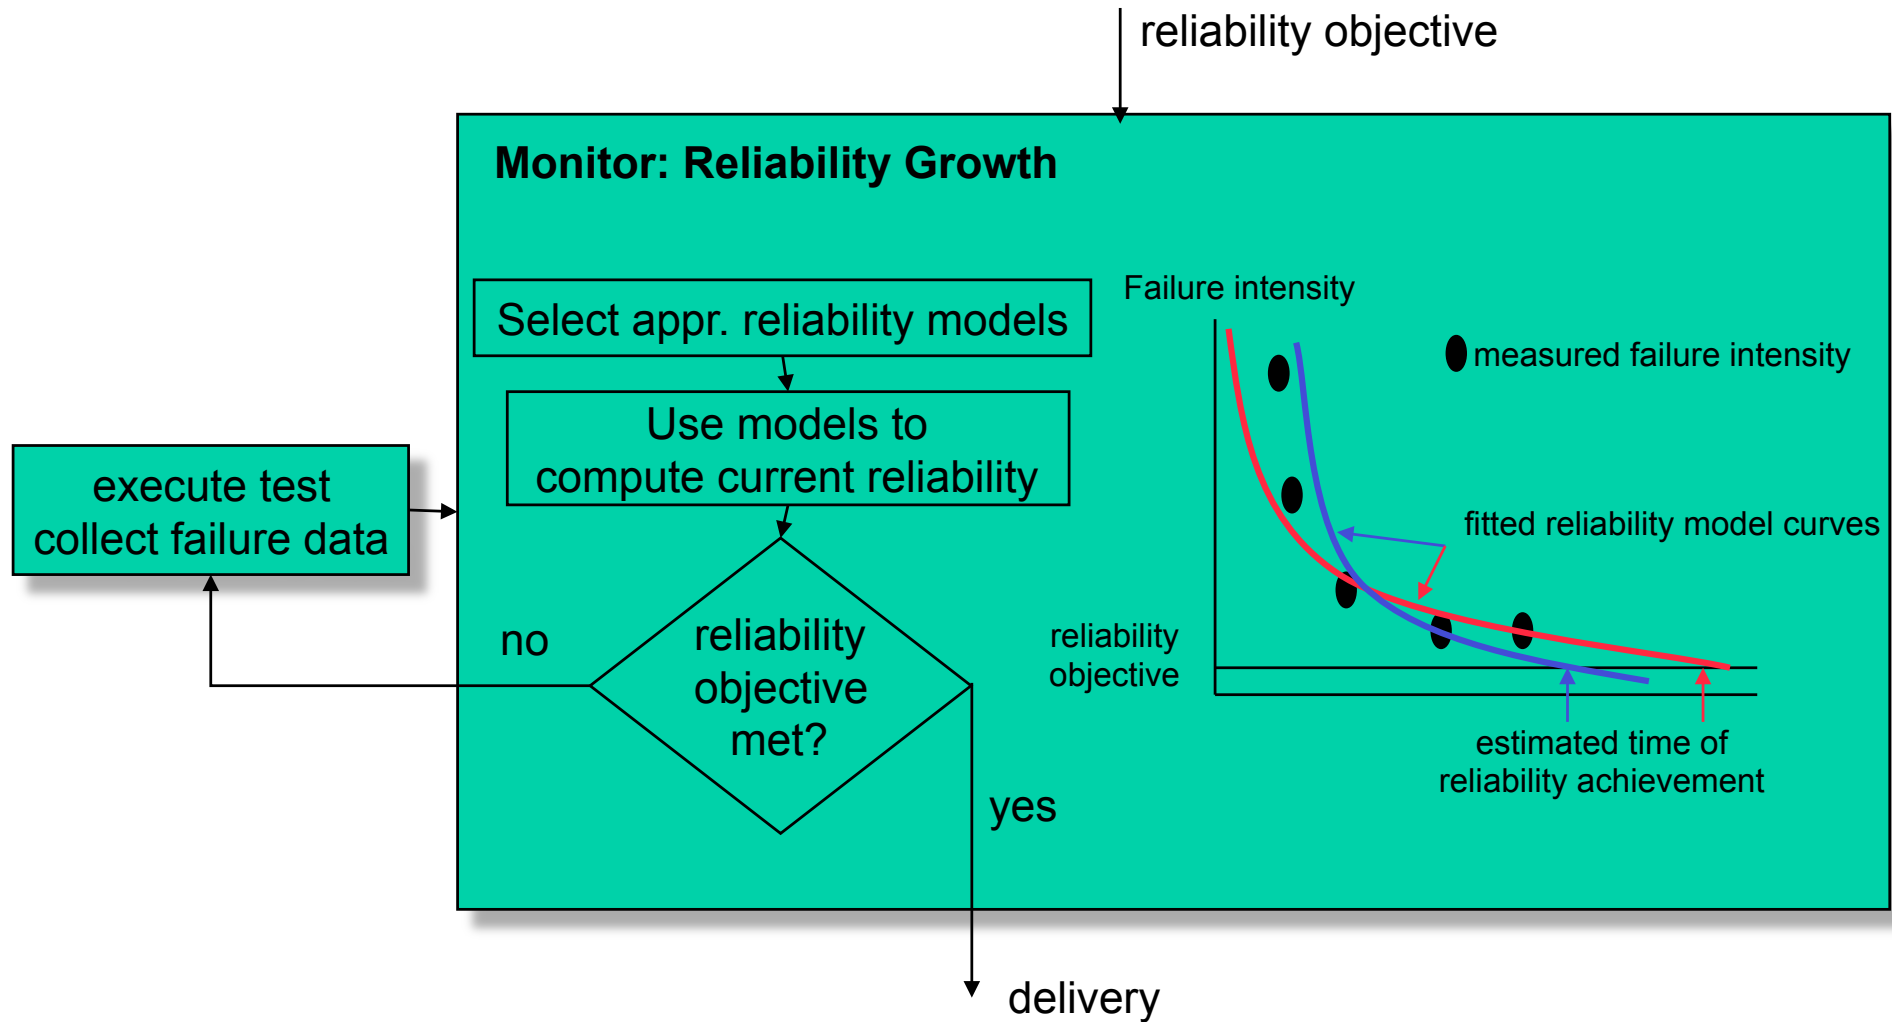 reliability objective
Monitor: Reliability Growth
Select appr. reliability models
Use models to
compute current reliability
execute test
collect failure data
no
reliability
objective
met?
yes
delivery
Failure intensity
measured failure intensity
fitted reliability model curves
reliability
objective
estimated time of
reliability achievement